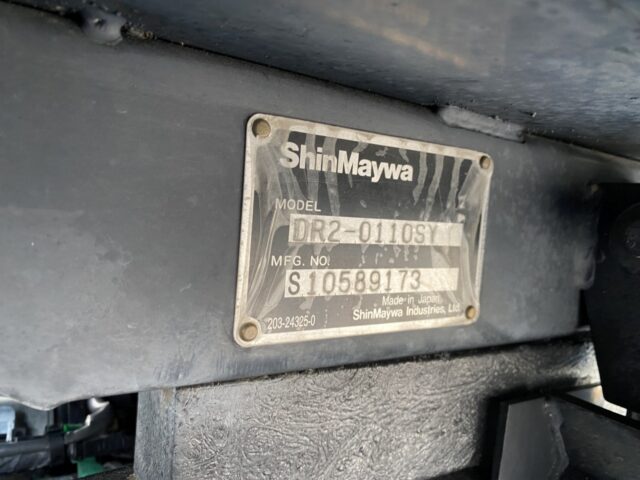 ShinMaywa
MODEL
DR2-0110SY
MFG. NO.
S10589173
Made in Japan
203-24325-0
ShinMaywa Industries, Ltd.